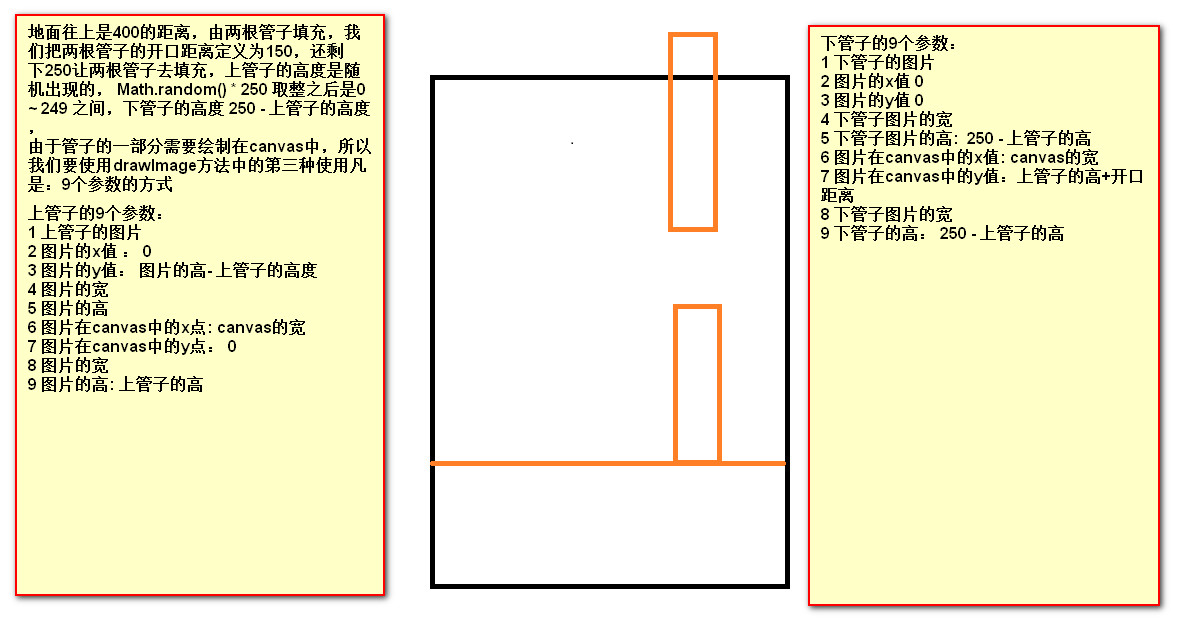 地面往上是400的距离，由两根管子填充，我
们把两根管子的开口距离定义为150，还剩
下250让两根管子去填充，上管子的高度是随
机出现的， Math.random() * 250 取整之后是0
~ 249 之间，下管子的高度 250 - 上管子的高度
，
由于管子的一部分需要绘制在canvas中，所以
我们要使用drawImage方法中的第三种使用凡
是：9个参数的方式
上管子的9个参数：
1 上管子的图片
2 图片的x值 ： 0
3 图片的y值： 图片的高- 上管子的高度
4 图片的宽
5 图片的高
6 图片在canvas中的x点: canvas的宽
7 图片在canvas中的y点： 0
8 图片的宽
9 图片的高: 上管子的高
下管子的9个参数：
1 下管子的图片
2 图片的x值 0
3 图片的y值 0
4 下管子图片的宽
5 下管子图片的高: 250 - 上管子的高
6 图片在canvas中的x值: canvas的宽
7 图片在canvas中的y值：上管子的高+开口
距离
8 下管子图片的宽
9 下管子的高： 250 - 上管子的高